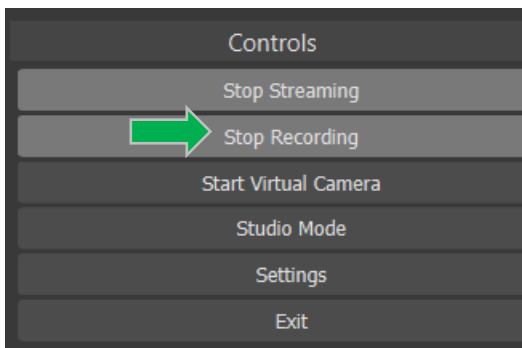 Controls
Stop Streaming
Stop Recording
Start Virtual Camera
Studio Mode
Settings
Exit